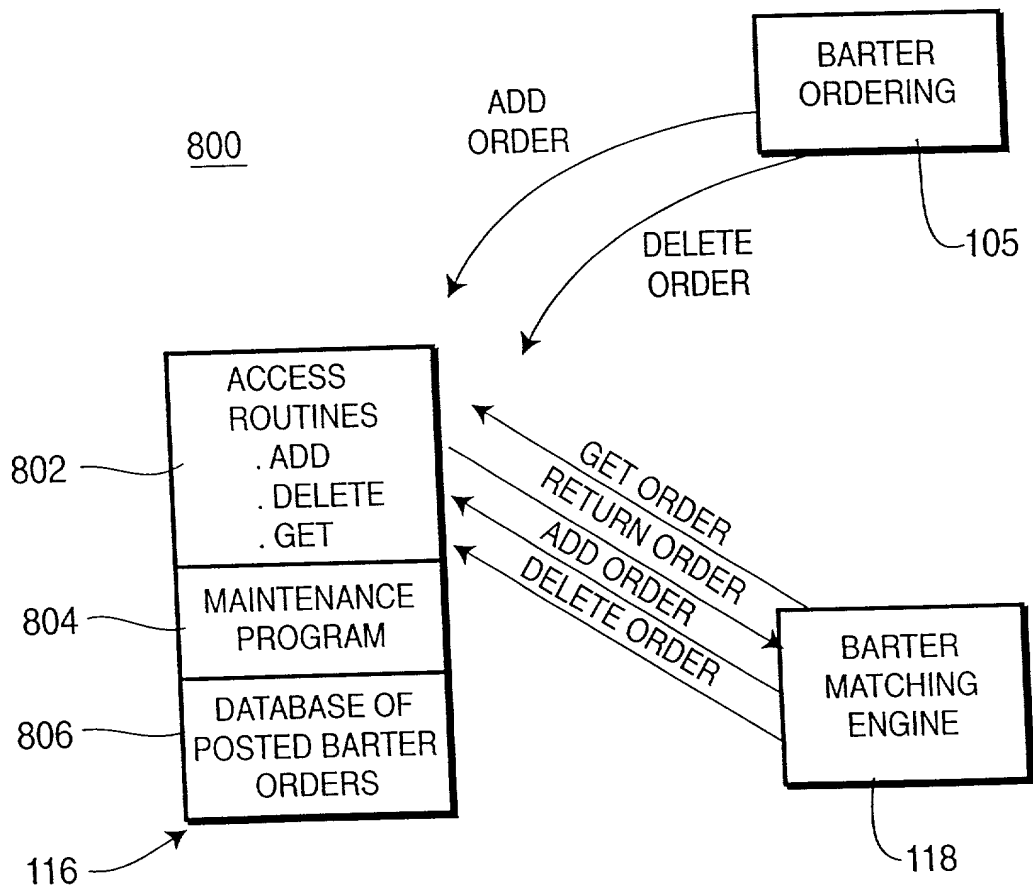 BARTER
ORDERING
ADD
ORDER
800
DELETE
ORDER
105
ACCESS
ROUTINES
. ADD
. DELETE
. GET
802
GET ORDER
RETURN ORDER
ADD ORDER
DELETE ORDER
MAINTENANCE
PROGRAM
804
BARTER
MATCHING
ENGINE
DATABASE OF
POSTED BARTER
ORDERS
806
116
118